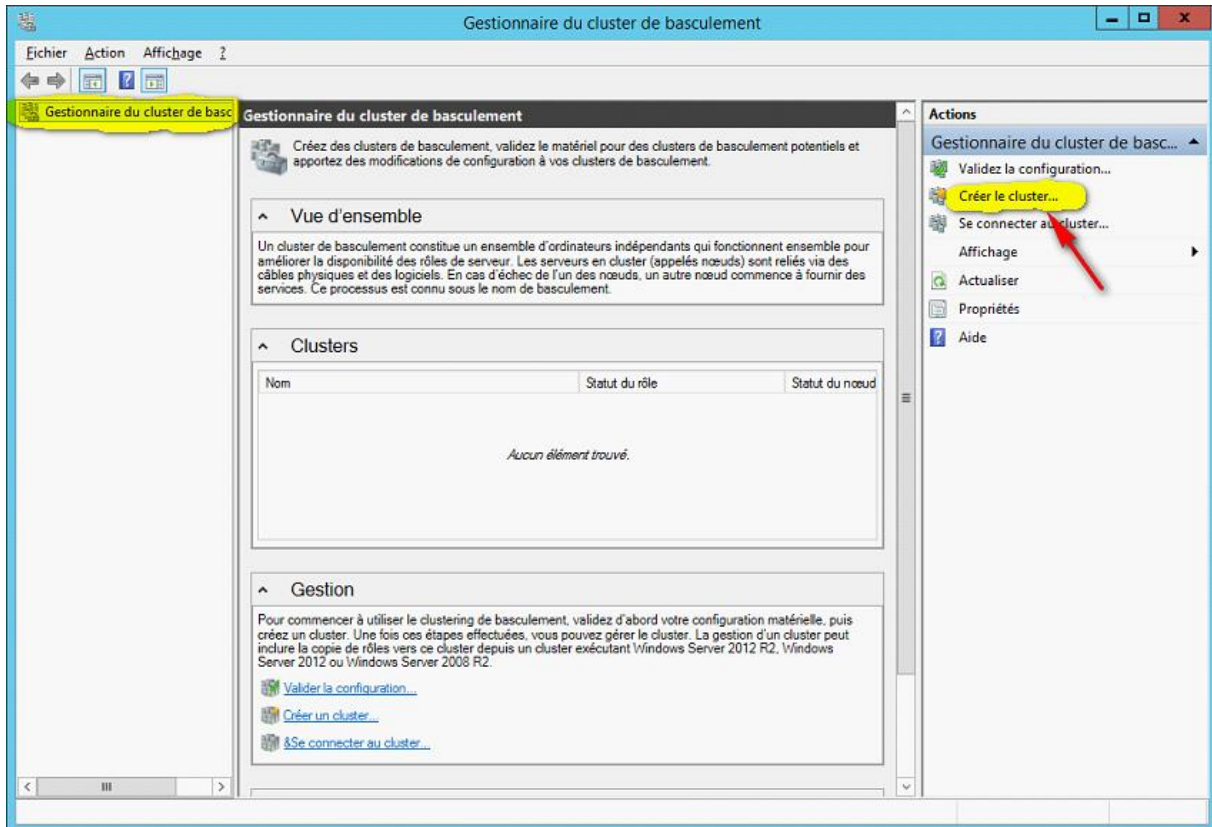 Gestionnaire du cluster de basculement
Fichier Action Affichage ?
Gestionnaire du cluster de basc
Gestionnaire du cluster de basculement
Créez des clusters de basculement, validez le matériel pour des clusters de basculement potentiels et
apportez des modifications de configuration à vos clusters de basculement.
Vue d'ensemble
Un cluster de basculement constitue un ensemble d'ordinateurs indépendants qui fonctionnent ensemble pour
améliorer la disponibilité des rôles de serveur. Les serveurs en cluster (appelés nœuds) sont reliés via des
câbles physiques et des logiciels. En cas d'échec de l'un des nœuds, un autre nœud commence à fournir des
services. Ce processus est connu sous le nom de basculement.
Clusters
Nom Statut du rôle Statut du nœud
Aucun élément trouvé.
Gestion
Pour commencer à utiliser le clustering de basculement, validez d'abord votre configuration matérielle, puis
créez un cluster. Une fois ces étapes effectuées, vous pouvez gérer le cluster. La gestion d'un cluster peut
inclure la copie de rôles vers ce cluster depuis un cluster exécutant Windows Server 2012 R2, Windows
Server 2012 ou Windows Server 2008 R2.
Valider la configuration...
Créer un cluster...
&Se connecter au cluster...
Actions
Gestionnaire du cluster de basc...
Validez la configuration...
Créer le cluster...
Se connecter au cluster...
Affichage
Actualiser
Propriétés
Aide